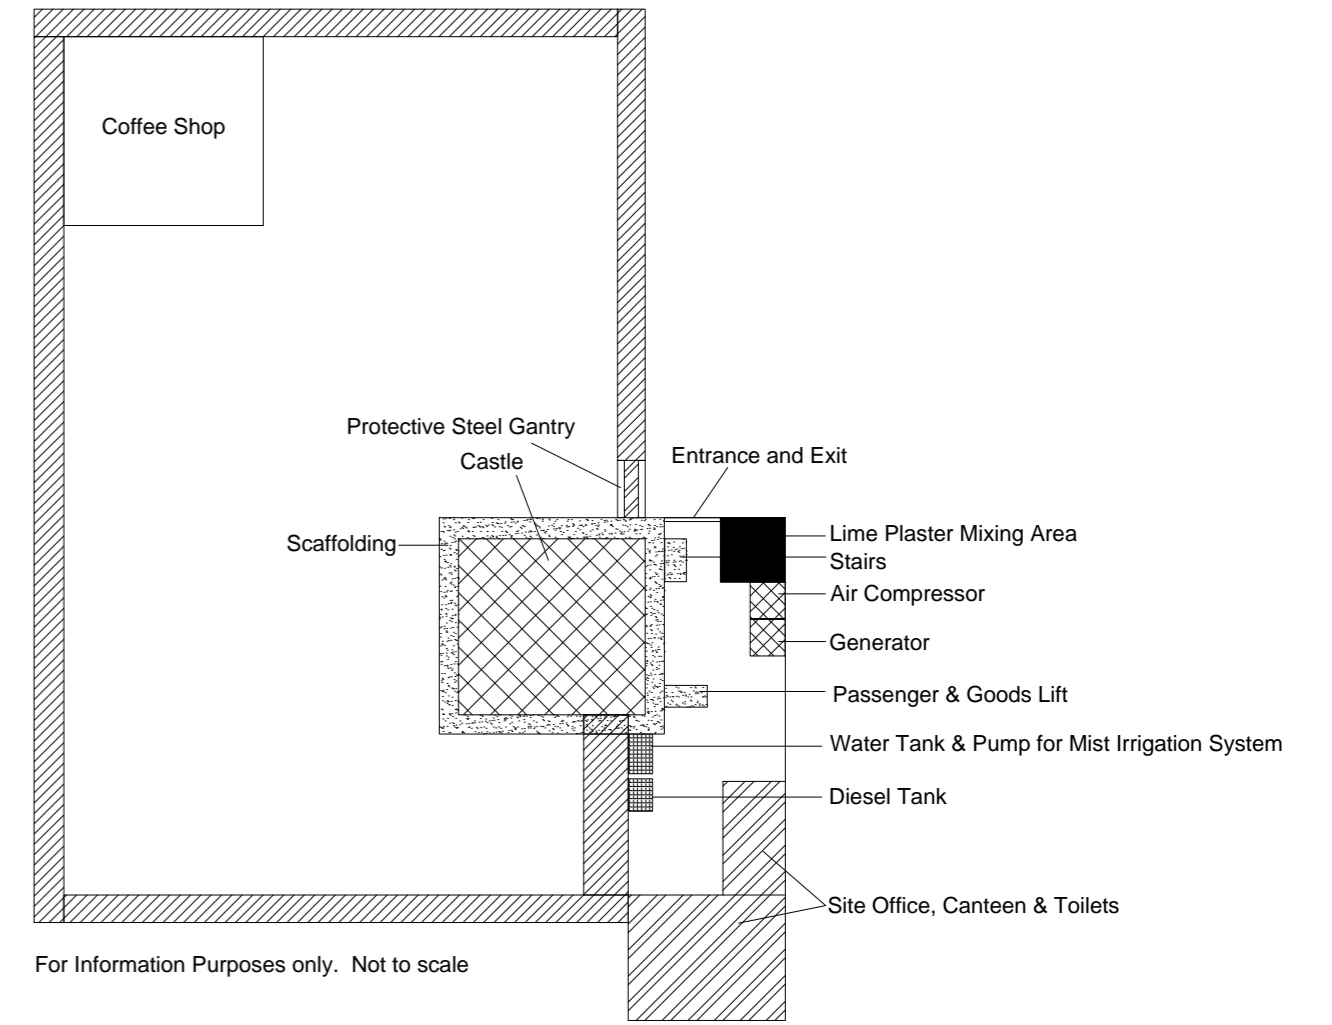 Coffee Shop
Protective Steel Gantry
Castle
Entrance and Exit
Scaffolding
Lime Plaster Mixing Area
Stairs
Air Compressor
Generator
Passenger & Goods Lift
Water Tank & Pump for Mist Irrigation System
Diesel Tank
Site Office, Canteen & Toilets
For Information Purposes only.  Not to scale